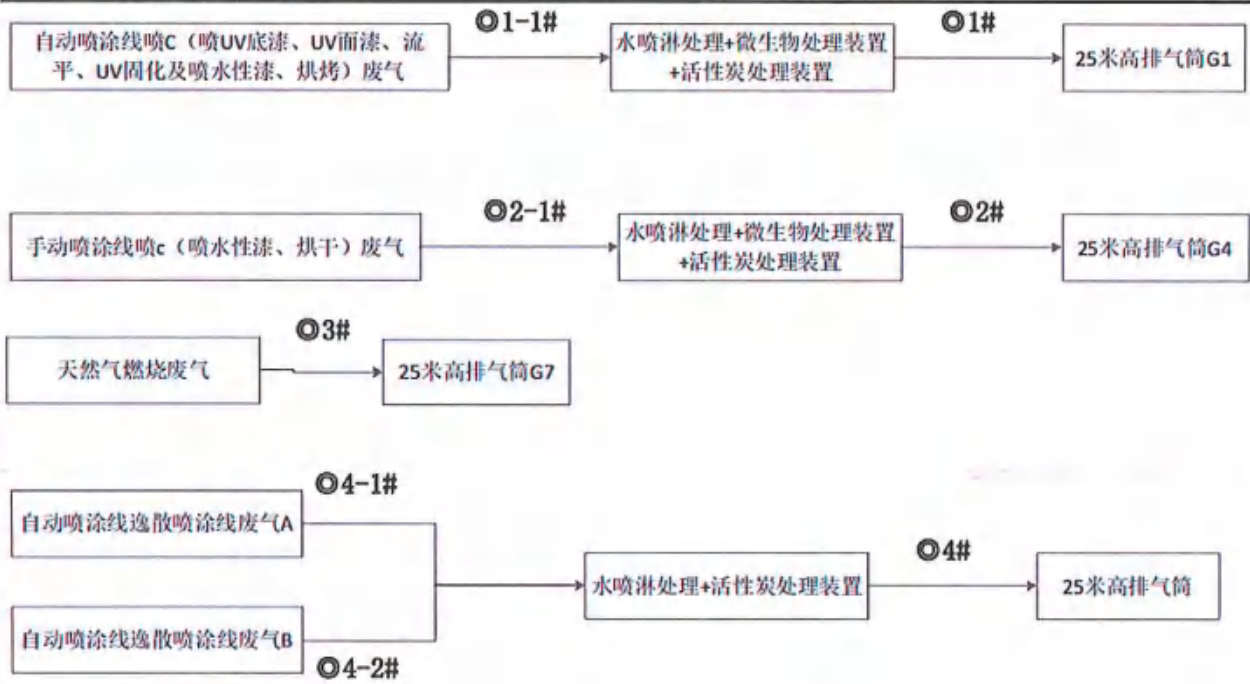 ◎1-1#
◎1#
自动喷涂线喷C（喷UV底漆、UV面漆、流
平、UV固化及喷水性漆、烘烤）废气
水喷淋处理+微生物处理装置
+活性炭处理装置
25米高排气筒G1
◎2-1#
◎2#
手动喷涂线喷c（喷水性漆、烘干）废气
水喷淋处理+微生物处理装置
+活性炭处理装置
25米高排气筒G4
◎3#
天然气燃烧废气
25米高排气筒G7
◎4-1#
自动喷涂线逸散喷涂线废气A
◎4#
水喷淋处理+活性炭处理装置
25米高排气筒
自动喷涂线逸散喷涂线废气B
◎4-2#